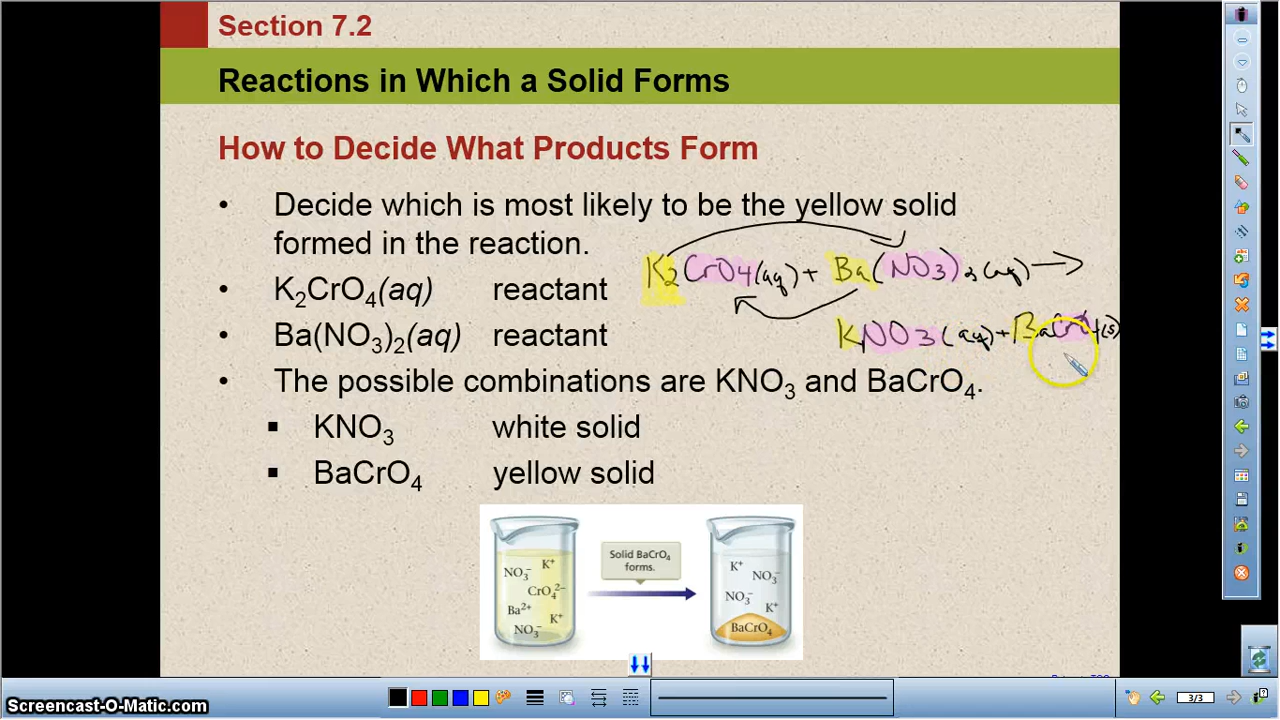 Section 7.2
Reactions in Which a Solid Forms
How to Decide What Products Form
• Decide which is most likely to be the yellow solid
formed in the reaction.
K2CrO4(aq) + Ba(NO3)2(aq) →
• K₂CrO₄(aq) reactant
• Ba(NO₃)₂(aq) reactant
KNO3(aq) + BaCrO4(s)
• The possible combinations are KNO₃ and BaCrO₄.
▪ KNO₃ white solid
▪ BaCrO₄ yellow solid
NO₃⁻ K⁺
CrO₄²⁻
Ba²⁺
K⁺
NO₃⁻
Solid BaCrO₄
forms.
K⁺
NO₃⁻
NO₃⁻
K⁺
BaCrO₄
Screencast-O-Matic.com
3/3